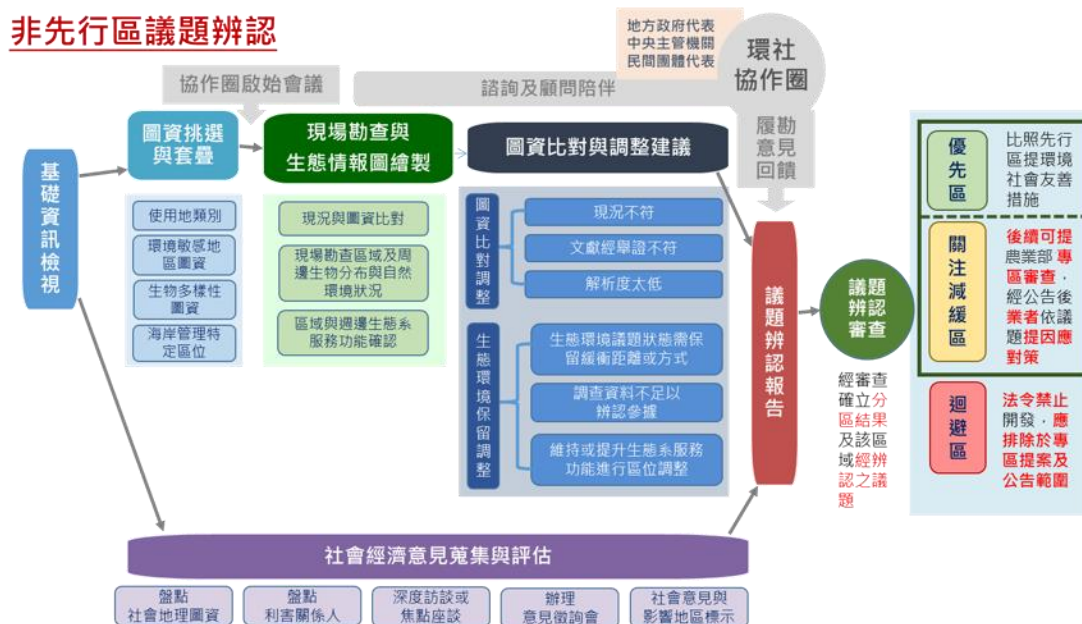 非先行區議題辨認
地方政府代表
中央主管機關
民間團體代表
環社
協作圈
協作圈啟始會議
諮詢及顧問陪伴
履勘
意見
回饋
基礎資訊檢視
圖資挑選
與套疊
使用地類別
環境敏感地
區圖資
生物多樣性
圖資
海岸管理特
定區位
現場勘查與
生態情報圖繪製
現況與圖資比對
現場勘查區域及周
邊生物分布與自然
環境狀況
區域與週邊生態系
服務功能確認
圖資比對與調整建議
圖資比對調整
現況不符
文獻經舉證不符
解析度太低
生態環境保留調整
生態環境議題狀態需保
留緩衝距離或方式
調查資料不足以
辨認參據
維持或提升生態系服務
功能進行區位調整
社會經濟意見蒐集與評估
盤點
社會地理圖資
盤點
利害關係人
深度訪談或
焦點座談
辦理
意見徵詢會
社會意見與
影響地區標示
議題辨認報告
議題
辨認
審查
經審查
確立分
區結果
及該區
域經辨
認之議
題
優先區
比照先行
區提環境
社會友善
措施
關注減緩區
後續可提
農業部專
區審查，
經公告後
業者依議
題提因應
對策
迴避區
法令禁止
開發，應
排除於專
區提案及
公告範圍